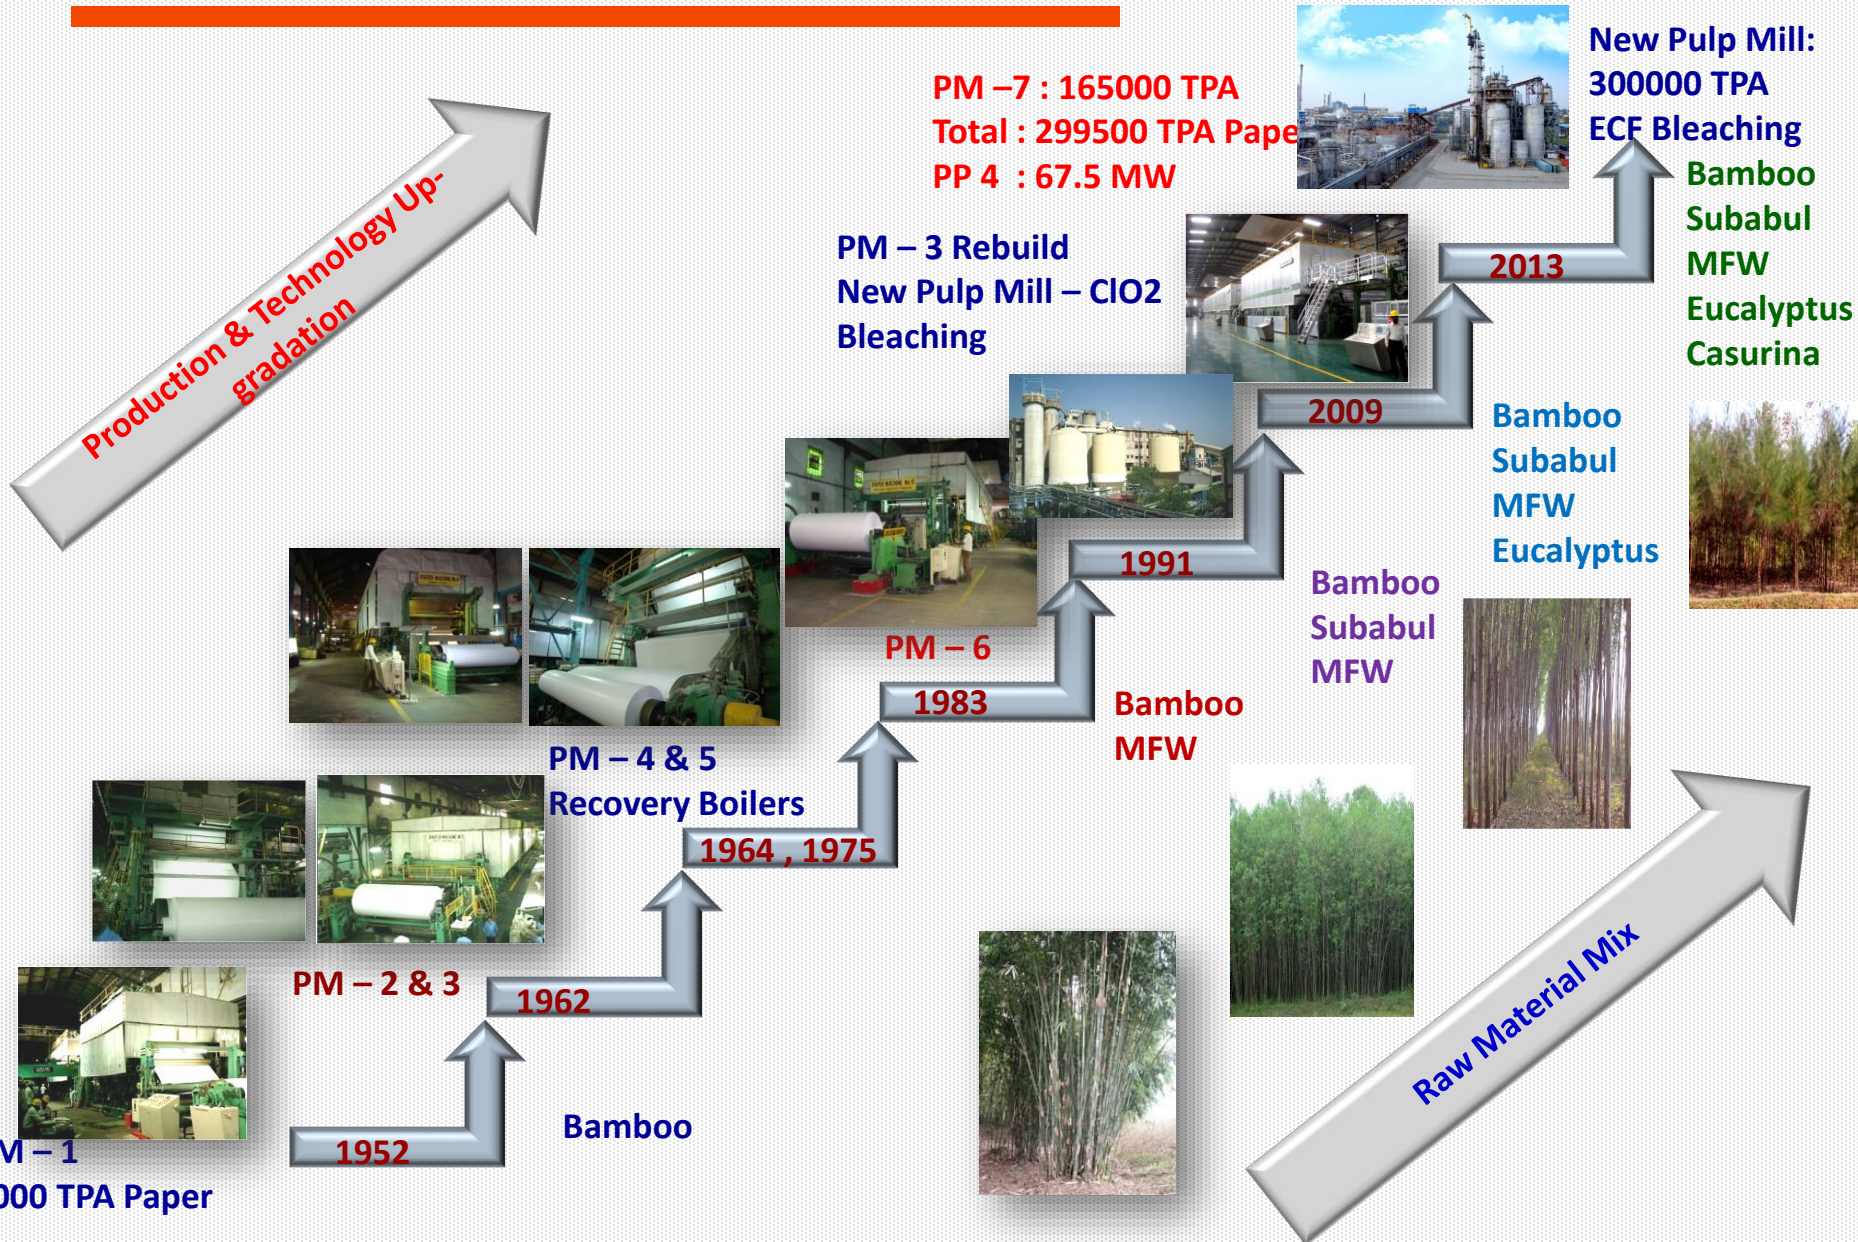 New Pulp Mill:
300000 TPA
ECF Bleaching
PM –7 : 165000 TPA
Total : 299500 TPA Pape
PP 4 : 67.5 MW
Bamboo
Subabul
MFW
Eucalyptus
Casurina
Production & Technology Up-
gradation
PM – 3 Rebuild
New Pulp Mill – ClO2
Bleaching
2013
2009
Bamboo
Subabul
MFW
Eucalyptus
1991
Bamboo
Subabul
MFW
PM – 6
1983
Bamboo
MFW
PM – 4 & 5
Recovery Boilers
1964 , 1975
PM – 2 & 3
1962
Raw Material Mix
Bamboo
1952
M – 1
000 TPA Paper